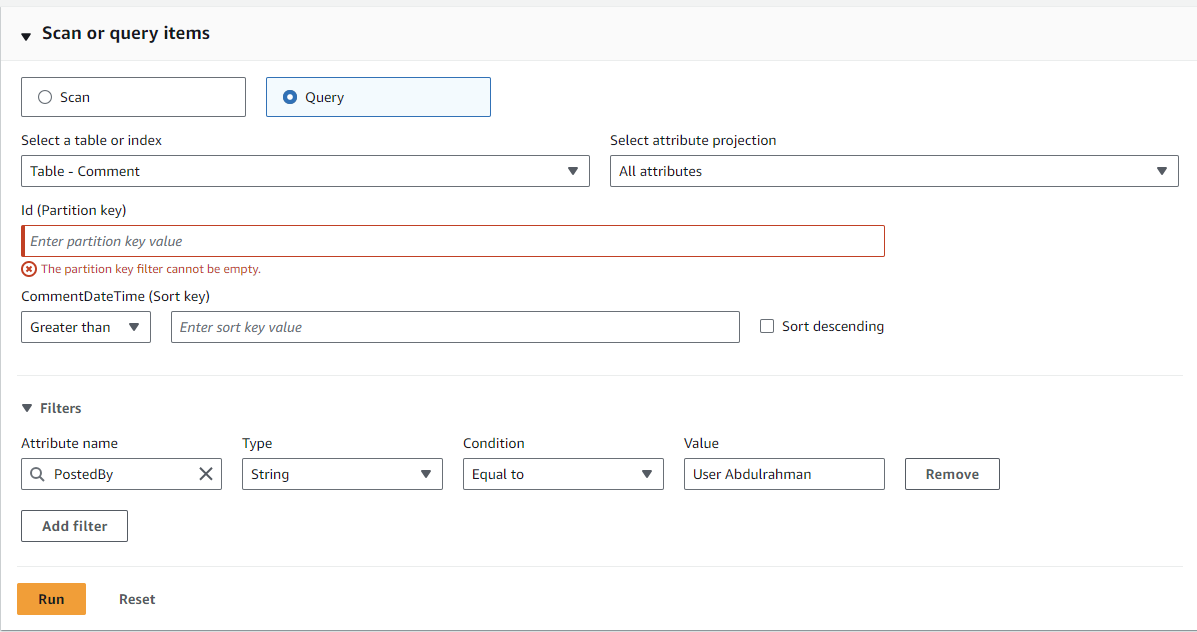 Scan or query items
Scan
Query
Select a table or index
Select attribute projection
Table - Comment
All attributes
Id (Partition key)
Enter partition key value
The partition key filter cannot be empty.
CommentDateTime (Sort key)
Greater than
Enter sort key value
Sort descending
Filters
Attribute name
Type
Condition
Value
PostedBy
String
Equal to
User Abdulrahman
Remove
Add filter
Run
Reset